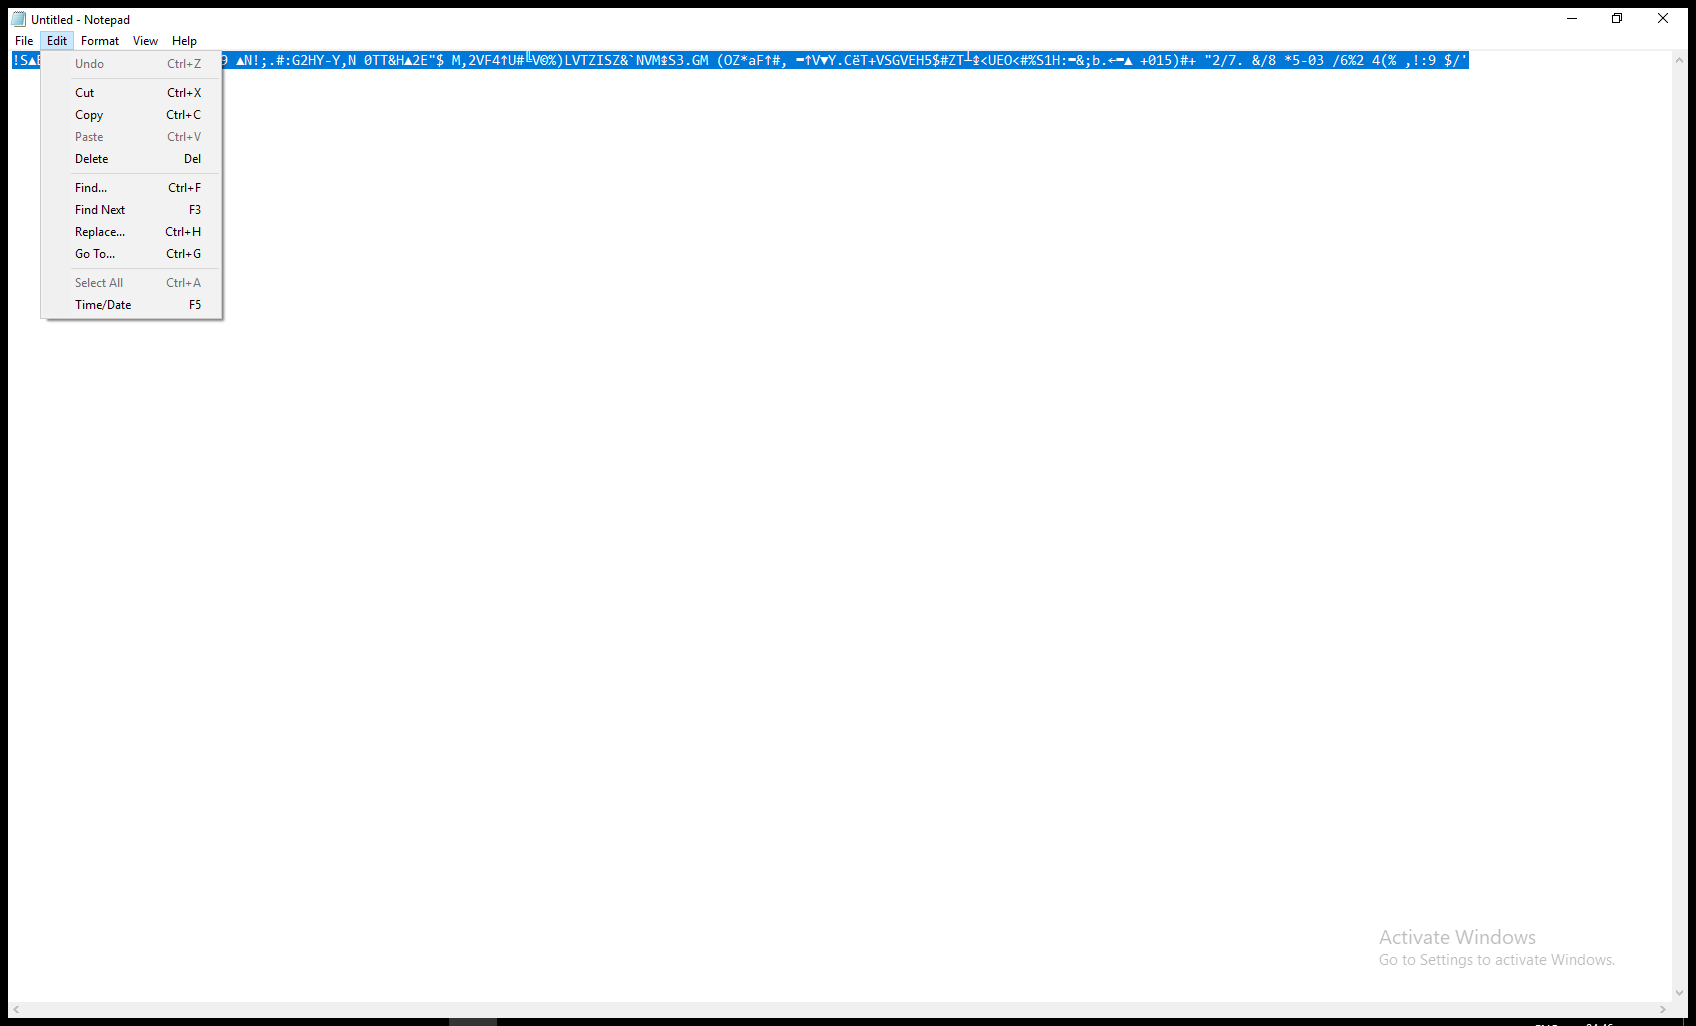 Untitled - Notepad
File Edit Format View Help
!S▲ 9 ▲N!;.#:G2HY-Y,N 0TT&H▲2E"$ M,2VF4↑U#╚V©%)LVTZISZ&`NVM‡S3.GM (OZ*aF↑#, ━↑V▼Y.CëT+VSGVEH5$#ZT┴‡<UEO<#%S1H:━&;b.←━▲ +015)#+ "2/7. &/8 *5-03 /6%2 4(% ,!:9 $/'
Undo Ctrl+Z
Cut Ctrl+X
Copy Ctrl+C
Paste Ctrl+V
Delete Del
Find... Ctrl+F
Find Next F3
Replace... Ctrl+H
Go To... Ctrl+G
Select All Ctrl+A
Time/Date F5
Activate Windows
Go to Settings to activate Windows.